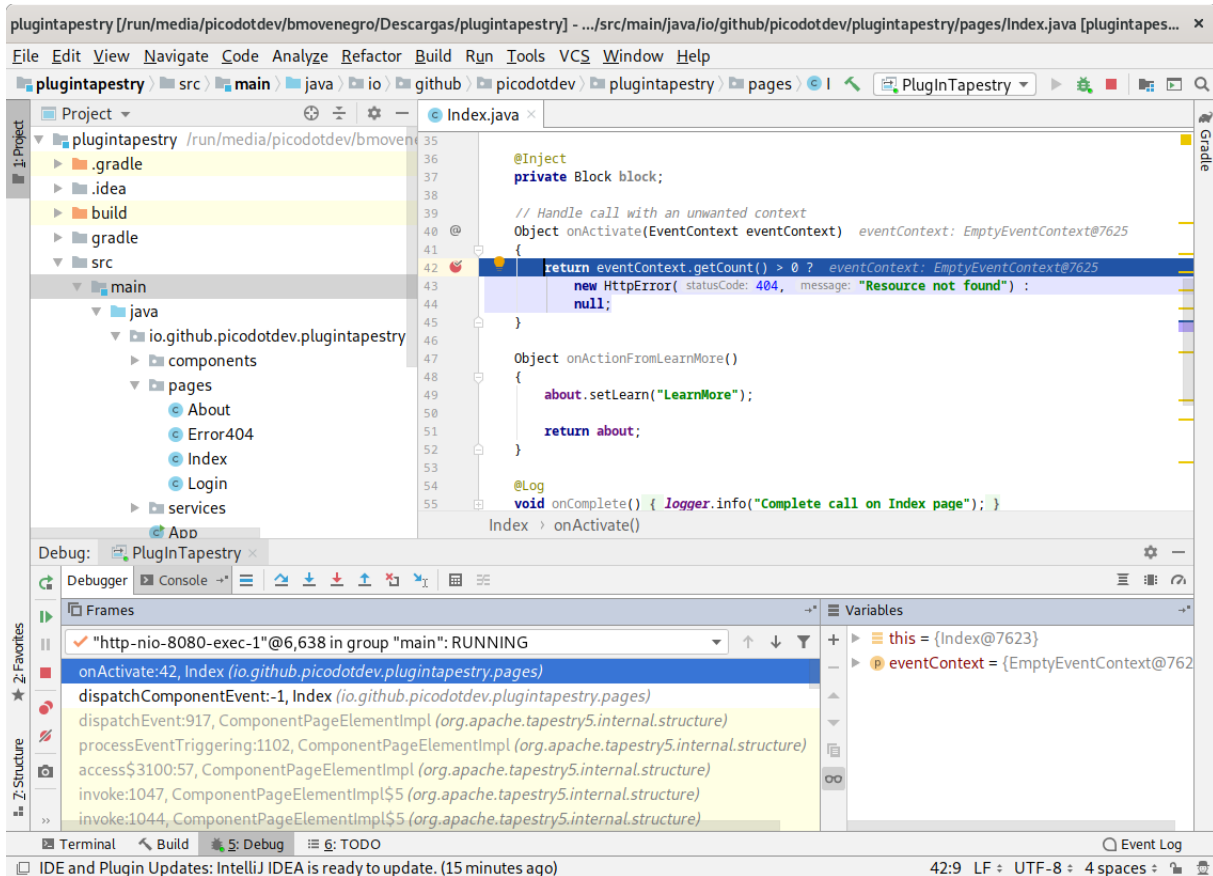 plugintapestry [/run/media/picodotdev/bmovenegro/Descargas/plugintapestry] - .../src/main/java/io/github/picodotdev/plugintapestry/pages/Index.java [plugintapes...
File Edit View Navigate Code Analyze Refactor Build Run Tools VCS Window Help
plugintapestry src main java io github picodotdev plugintapestry pages I PlugInTapestry
1: Project
Project
Index.java
Gradle
plugintapestry /run/media/picodotdev/bmovene
.gradle
.idea
build
gradle
src
main
java
io.github.picodotdev.plugintapestry
components
pages
About
Error404
Index
Login
services
App
35
36 @Inject
37 private Block block;
38
39 // Handle call with an unwanted context
40 @ Object onActivate(EventContext eventContext) eventContext: EmptyEventContext@7625
41 {
42 return eventContext.getCount() > 0 ? eventContext: EmptyEventContext@7625
43 new HttpError( statusCode: 404, message: "Resource not found") :
44 null;
45 }
46
47 Object onActionFromLearnMore()
48 {
49 about.setLearn("LearnMore");
50
51 return about;
52 }
53
54 @Log
55 void onComplete() { logger.info("Complete call on Index page"); }
Index › onActivate()
Debug: PlugInTapestry
Debugger Console
Frames
Variables
"http-nio-8080-exec-1"@6,638 in group "main": RUNNING
onActivate:42, Index (io.github.picodotdev.plugintapestry.pages)
dispatchComponentEvent:-1, Index (io.github.picodotdev.plugintapestry.pages)
dispatchEvent:917, ComponentPageElementImpl (org.apache.tapestry5.internal.structure)
processEventTriggering:1102, ComponentPageElementImpl (org.apache.tapestry5.internal.structure)
access$3100:57, ComponentPageElementImpl (org.apache.tapestry5.internal.structure)
invoke:1047, ComponentPageElementImpl$5 (org.apache.tapestry5.internal.structure)
invoke:1044, ComponentPageElementImpl$5 (org.apache.tapestry5.internal.structure)
this = {Index@7623}
eventContext = {EmptyEventContext@762
2: Favorites
7: Structure
Terminal Build 5: Debug 6: TODO Event Log
IDE and Plugin Updates: IntelliJ IDEA is ready to update. (15 minutes ago) 42:9 LF UTF-8 4 spaces